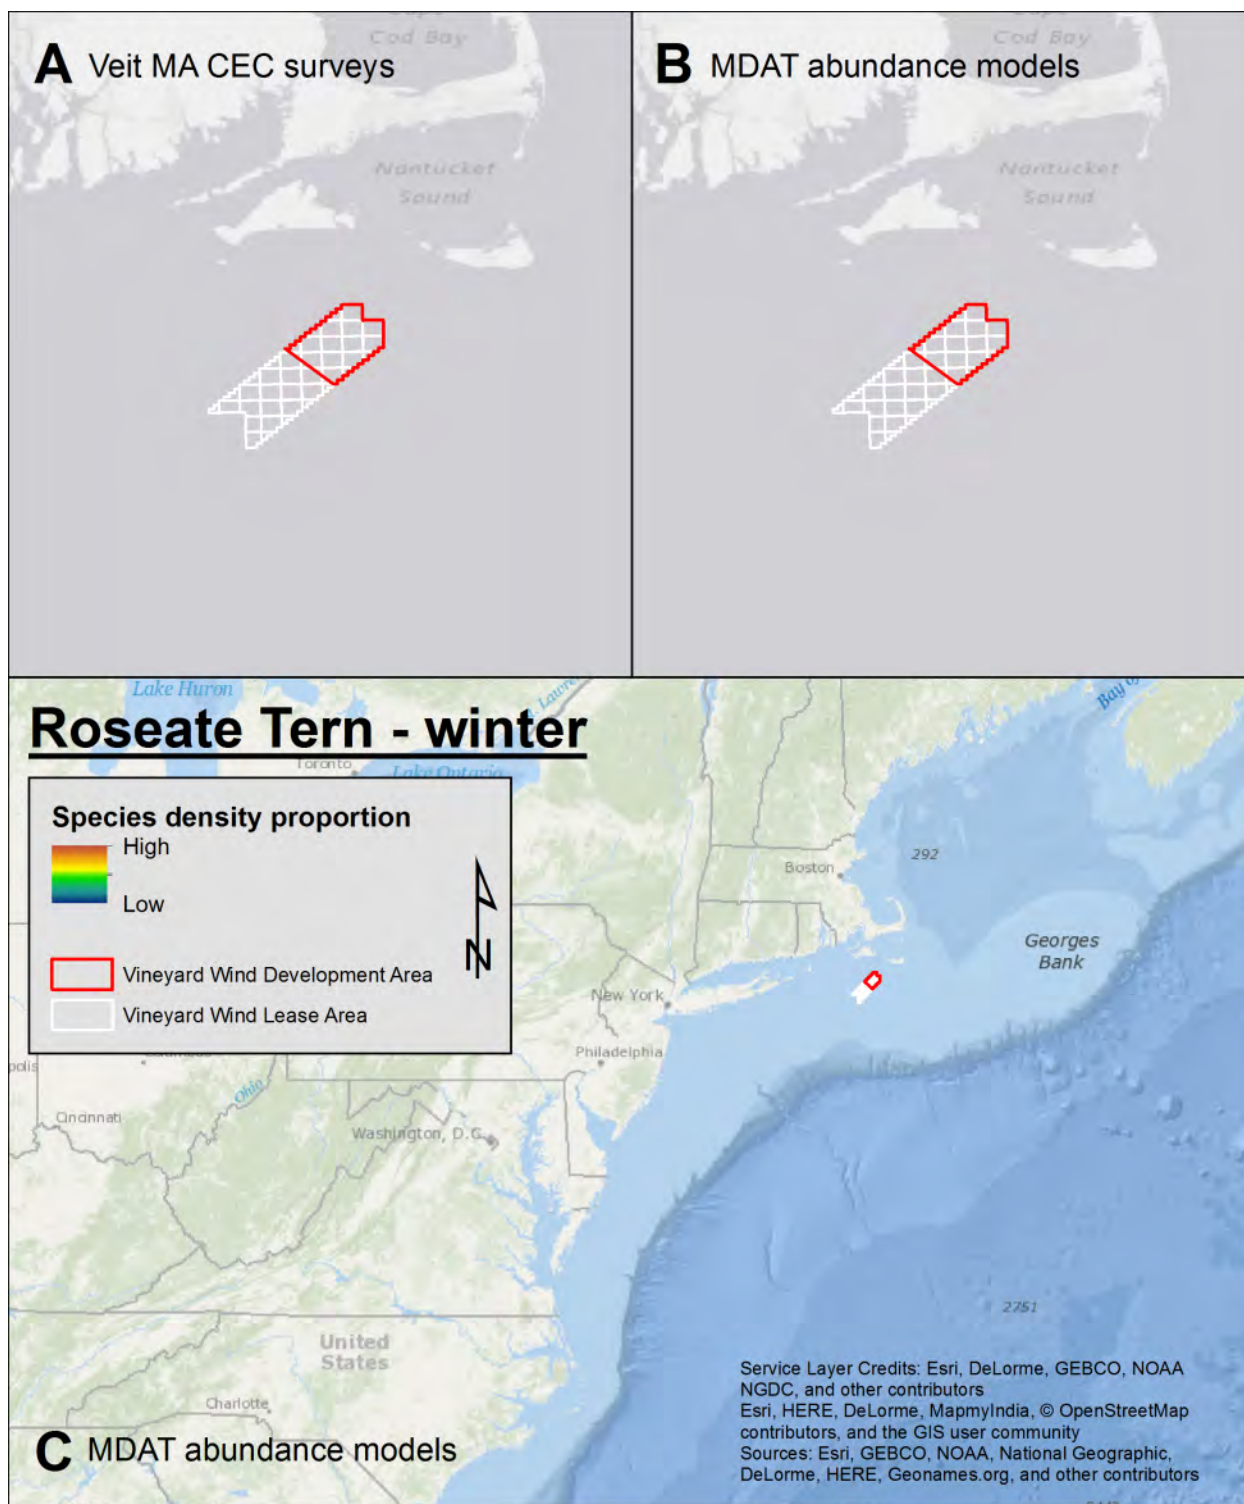 Cape
Cod Bay
A Veit MA CEC surveys
Nantucket
Sound
Cod Bay
B MDAT abundance models
Nantucket
Sound
Lake Huron
Roseate Tern - winter
Toronto
Lake Ontario
Bay of
Species density proportion
High
Low
N
Vineyard Wind Development Area
Vineyard Wind Lease Area
292
Boston
Georges
Bank
New York
Philadelphia
Ohio
Cincinnati
Washington, D.C.
2751
United
States
Charlotte
C MDAT abundance models
Service Layer Credits: Esri, DeLorme, GEBCO, NOAA
NGDC, and other contributors
Esri, HERE, DeLorme, MapmyIndia, © OpenStreetMap
contributors, and the GIS user community
Sources: Esri, GEBCO, NOAA, National Geographic,
DeLorme, HERE, Geonames.org, and other contributors